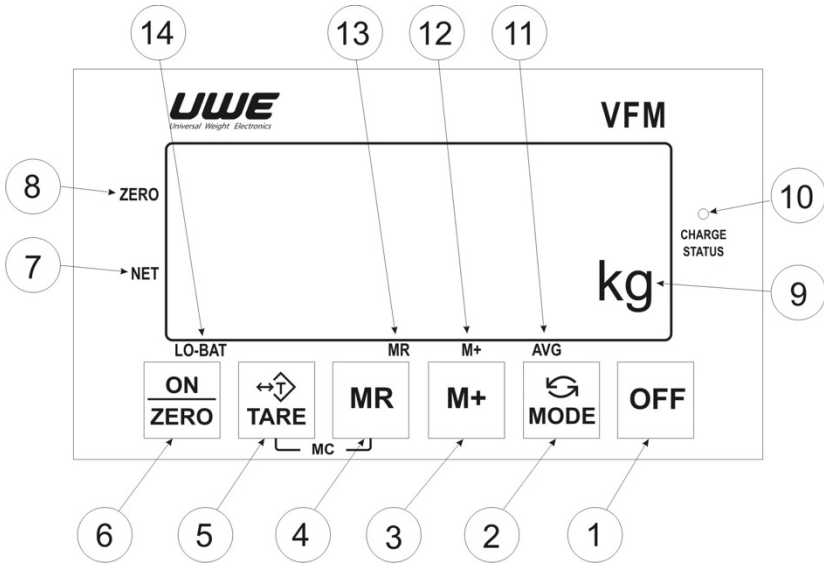 14 13 12 11
UWE
Universal Weight Electronics
VFM
8 ZERO
10
CHARGE
STATUS
7 NET
kg 9
LO-BAT MR M+ AVG
ON
ZERO
T
TARE
MR
M+
MODE
OFF
MC
6 5 4 3 2 1